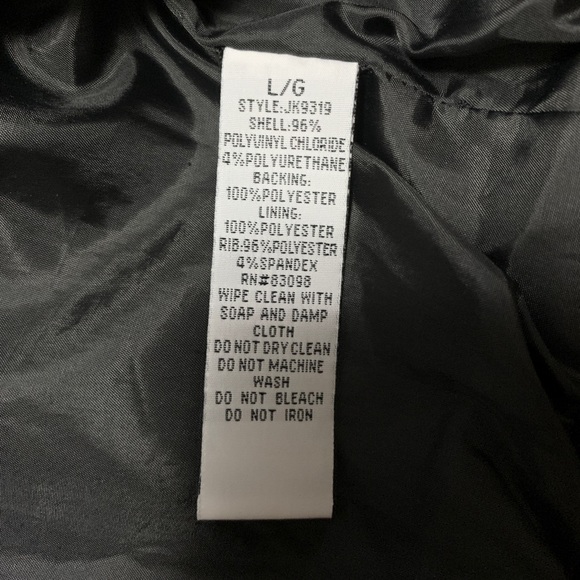 L/G
STYLE:JK9319
SHELL:96%
POLYVINYL CHLORIDE
4%POLYURETHANE
BACKING:
100%POLYESTER
LINING:
100%POLYESTER
RIB:96%POLYESTER
4%SPANDEX
RN#83098
WIPE CLEAN WITH
SOAP AND DAMP
CLOTH
DO NOT DRY CLEAN
DO NOT MACHINE
WASH
DO NOT BLEACH
DO NOT IRON